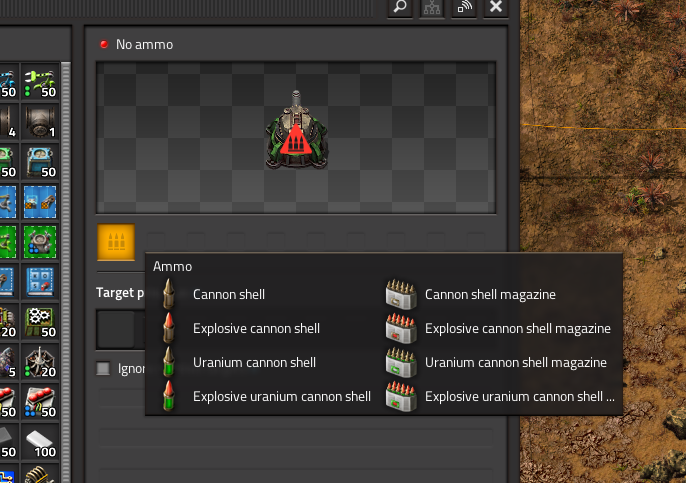 No ammo
50
50
4
1
50
50
Ammo
Cannon shell
Cannon shell magazine
Target p
Explosive cannon shell
Explosive cannon shell magazine
20
50
Uranium cannon shell
Uranium cannon shell magazine
5
20
Ignor
Explosive uranium cannon shell
Explosive uranium cannon shell ...
50
50
50
100